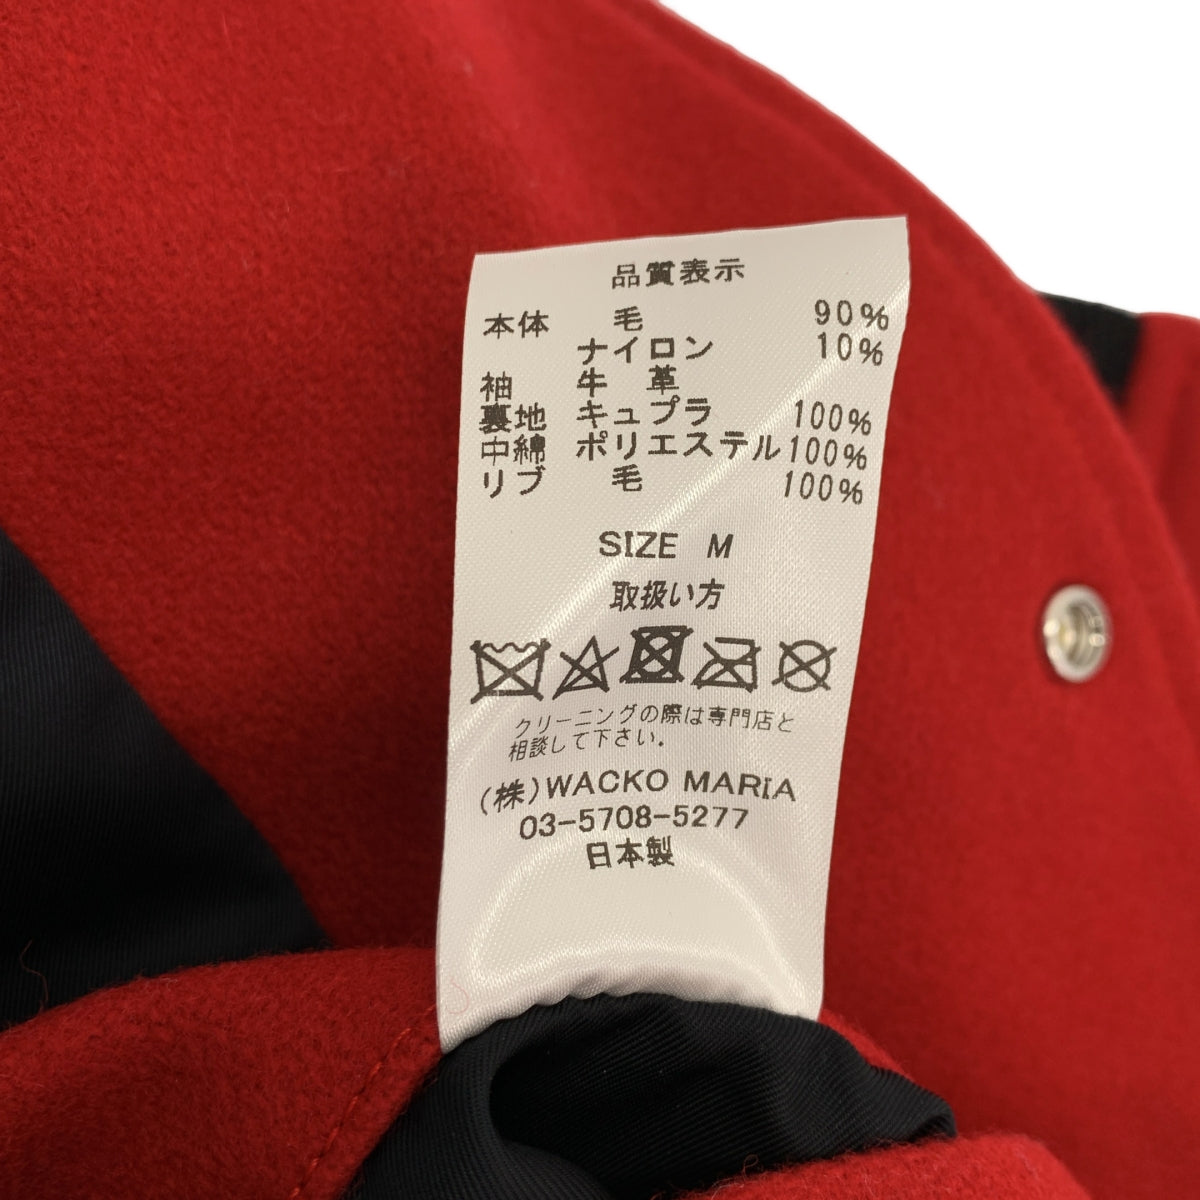 品質表示
本体 毛 90%
ナイロン 10%
袖 牛 革
裏地 キュプラ 100%
中綿 ポリエステル 100%
リブ 毛 100%
SIZE M
取扱い方
クリーニングの際は専門店と
相談して下さい.
(株)WACKO MARIA
03-5708-5277
日本製